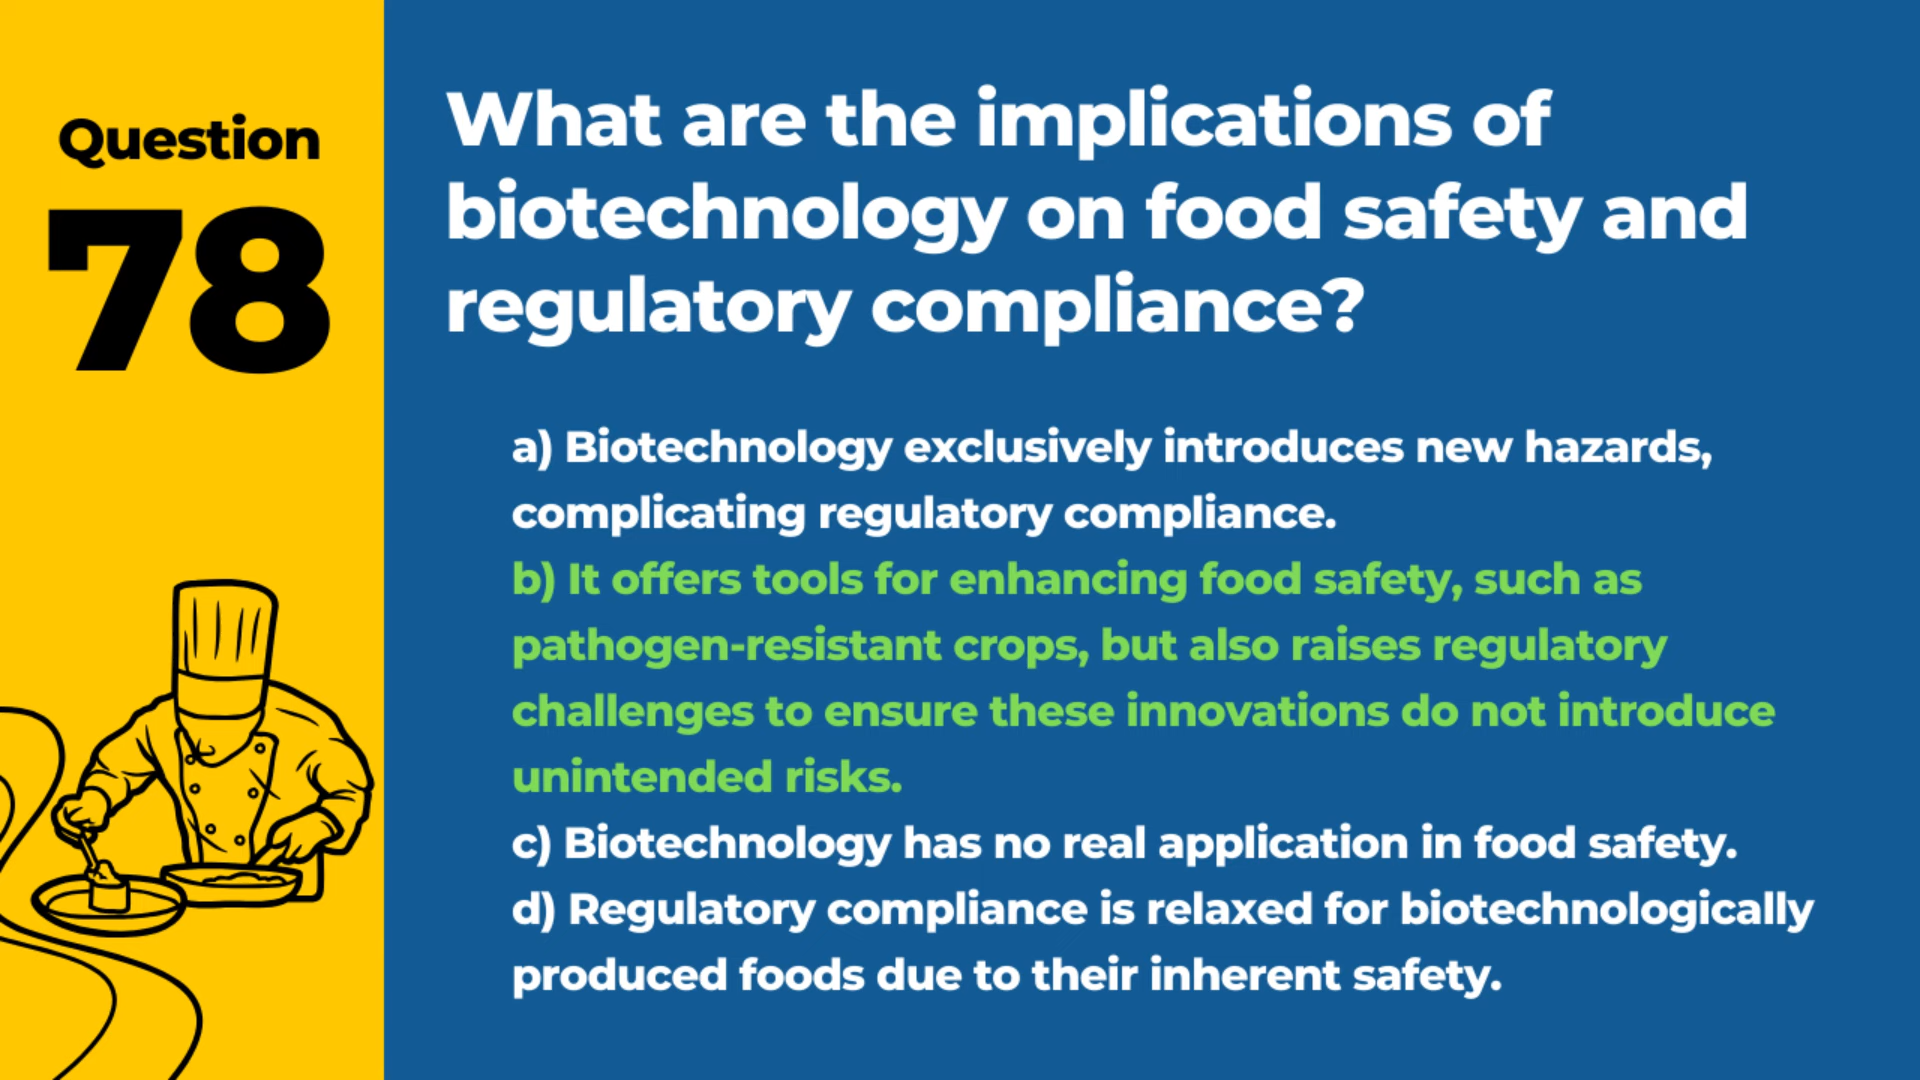 Question
78
What are the implications of
biotechnology on food safety and
regulatory compliance?
a) Biotechnology exclusively introduces new hazards,
complicating regulatory compliance.
b) It offers tools for enhancing food safety, such as
pathogen-resistant crops, but also raises regulatory
challenges to ensure these innovations do not introduce
unintended risks.
c) Biotechnology has no real application in food safety.
d) Regulatory compliance is relaxed for biotechnologically
produced foods due to their inherent safety.